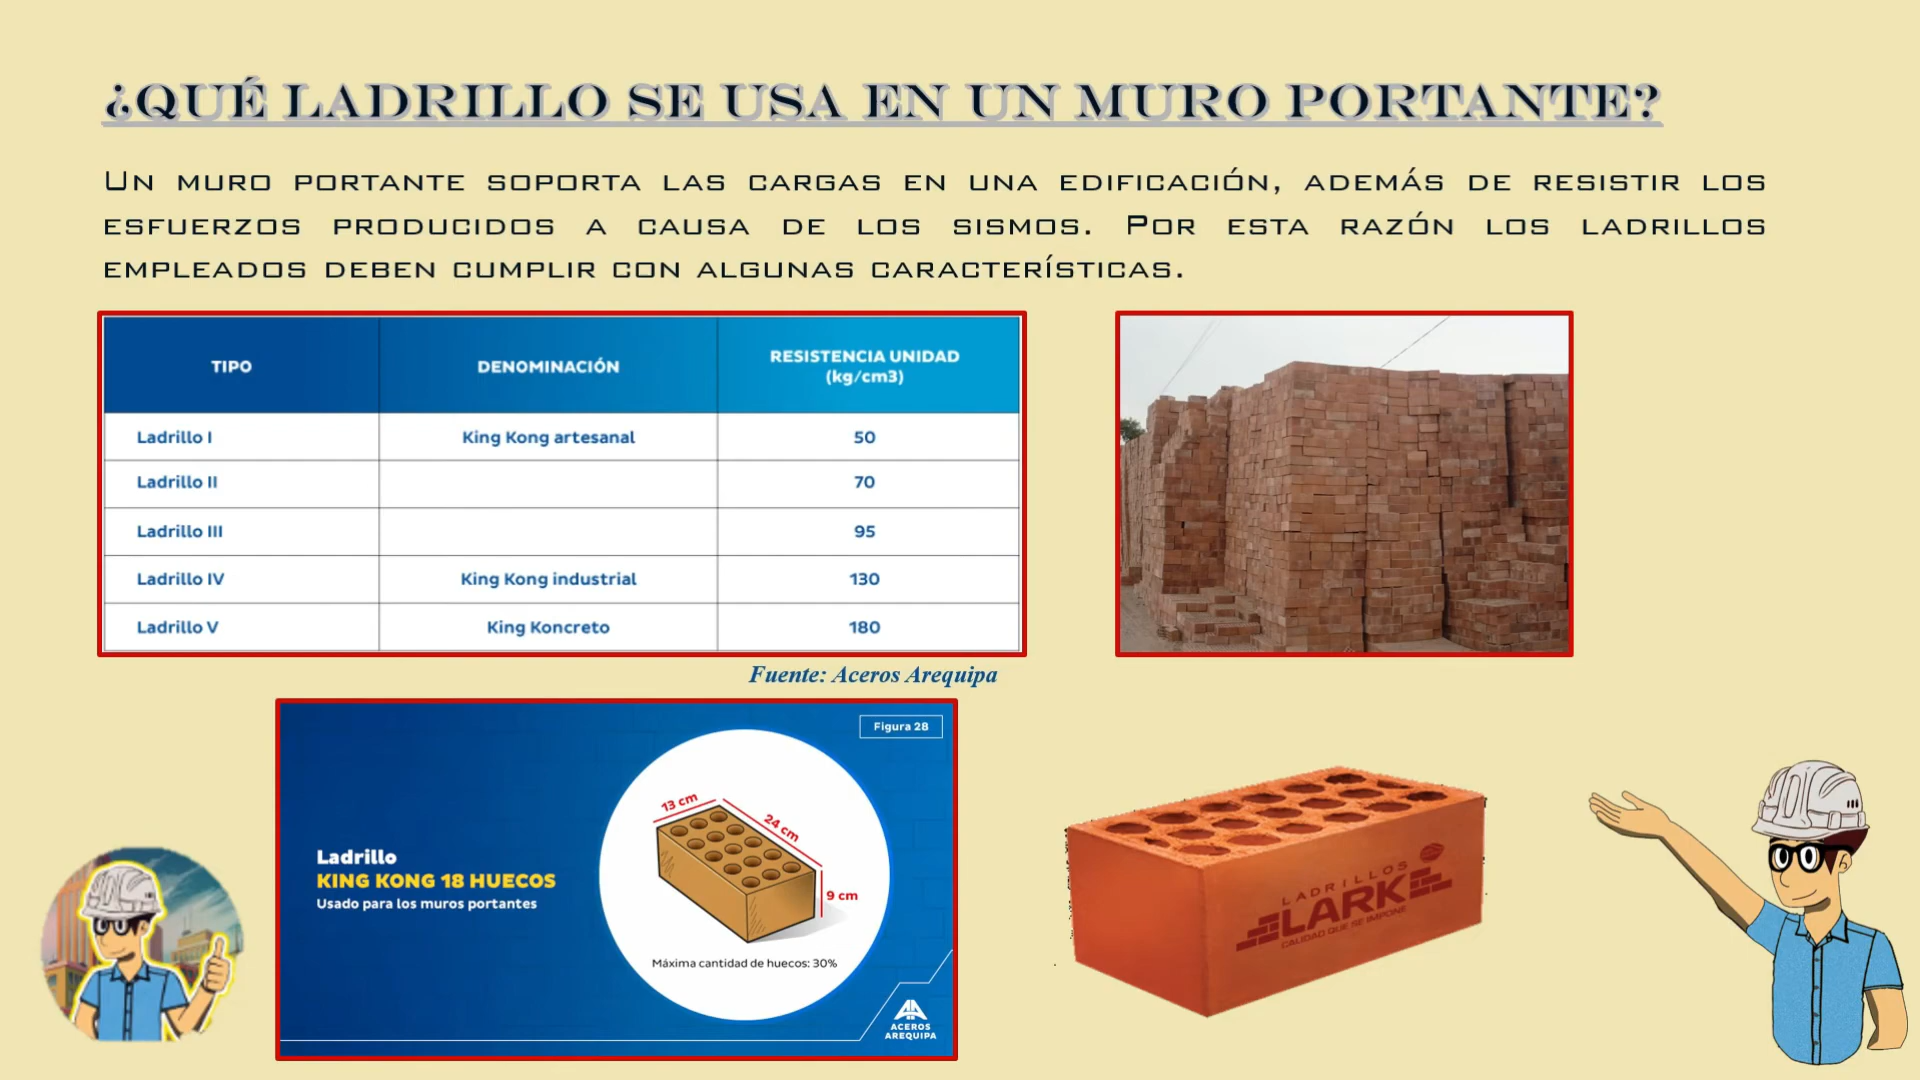 ¿QUÉ LADRILLO SE USA EN UN MURO PORTANTE?
UN MURO PORTANTE SOPORTA LAS CARGAS EN UNA EDIFICACIÓN, ADEMÁS DE RESISTIR LOS
ESFUERZOS PRODUCIDOS A CAUSA DE LOS SISMOS. POR ESTA RAZÓN LOS LADRILLOS
EMPLEADOS DEBEN CUMPLIR CON ALGUNAS CARACTERÍSTICAS.
TIPO DENOMINACIÓN RESISTENCIA UNIDAD
(kg/cm3)
Ladrillo I King Kong artesanal 50
Ladrillo II 70
Ladrillo III 95
Ladrillo IV King Kong industrial 130
Ladrillo V King Koncreto 180
Fuente: Aceros Arequipa
Figura 28
13 cm
24 cm
9 cm
Ladrillo
KING KONG 18 HUECOS
Usado para los muros portantes
Máxima cantidad de huecos: 30%
ACEROS
AREQUIPA
LADRILLOS
LARK
CALIDAD QUE SE IMPONE